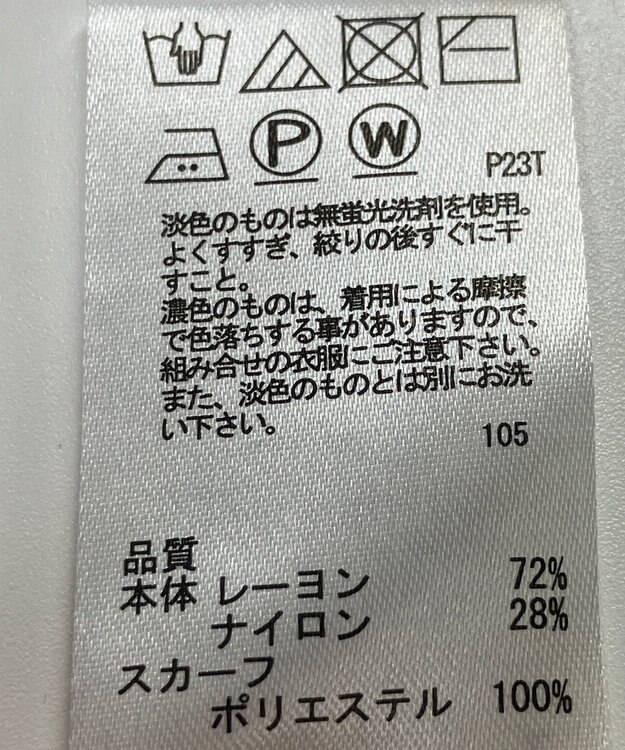 P W P23T
淡色のものは無蛍光洗剤を使用。
よくすすぎ、絞りの後すぐに干
すこと。
濃色のものは、着用による摩擦
で色落ちする事がありますので、
組み合せの衣服にご注意下さい。
また、淡色のものとは別にお洗
い下さい。
105
品質
本体 レーヨン 72%
ナイロン 28%
スカーフ
ポリエステル 100%